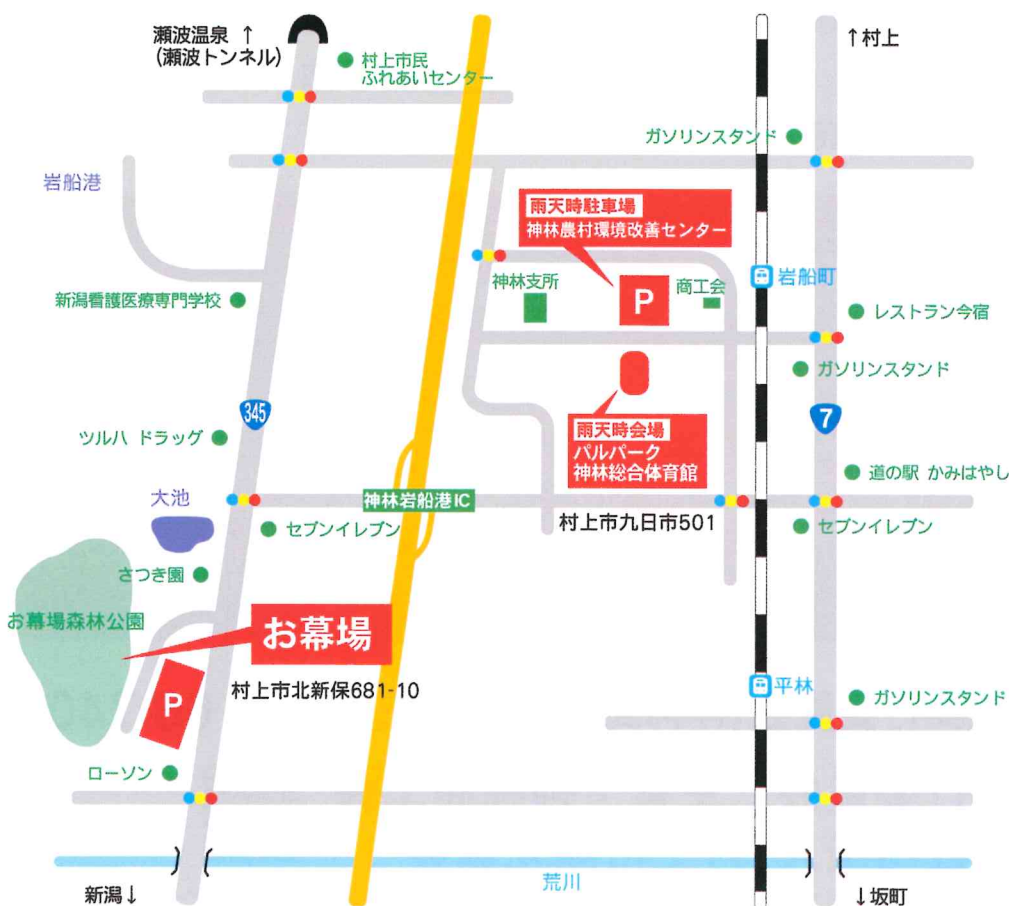 瀬波温泉 ↑
(瀬波トンネル)
村上市民
ふれあいセンター
↑村上
ガソリンスタンド
岩船港
雨天時駐車場
神林農村環境改善センター
神林支所
P
商工会
岩船町
新潟看護医療専門学校
レストラン今宿
ガソリンスタンド
345
7
雨天時会場
パルパーク
神林総合体育館
ツルハ ドラッグ
道の駅 かみはやし
大池
神林岩船港IC
村上市九日市501
セブンイレブン
セブンイレブン
さつき園
お幕場森林公園
お幕場
村上市北新保681-10
P
平林
ガソリンスタンド
ローソン
荒川
新潟↓
↓坂町